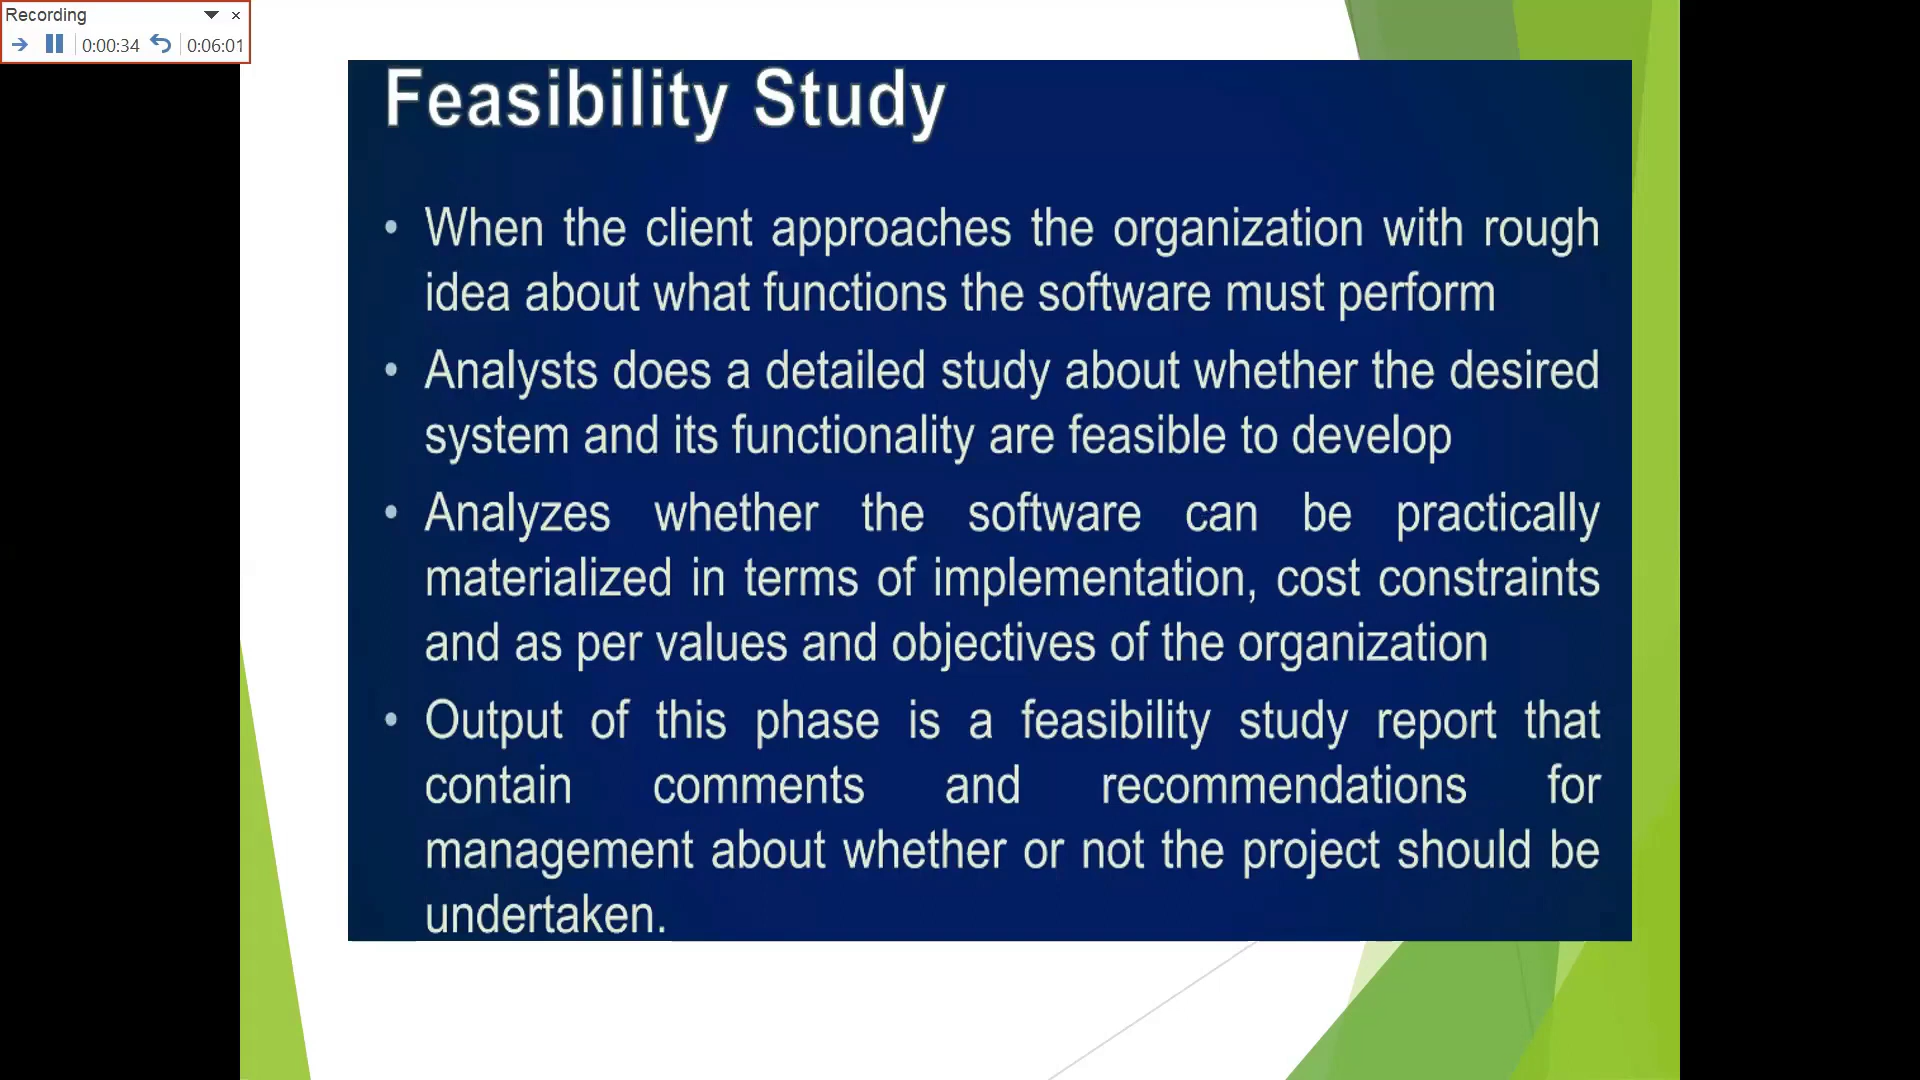 Recording
0:00:34 0:06:01
Feasibility Study
• When the client approaches the organization with rough
idea about what functions the software must perform
• Analysts does a detailed study about whether the desired
system and its functionality are feasible to develop
• Analyzes whether the software can be practically
materialized in terms of implementation, cost constraints
and as per values and objectives of the organization
• Output of this phase is a feasibility study report that
contain comments and recommendations for
management about whether or not the project should be
undertaken.